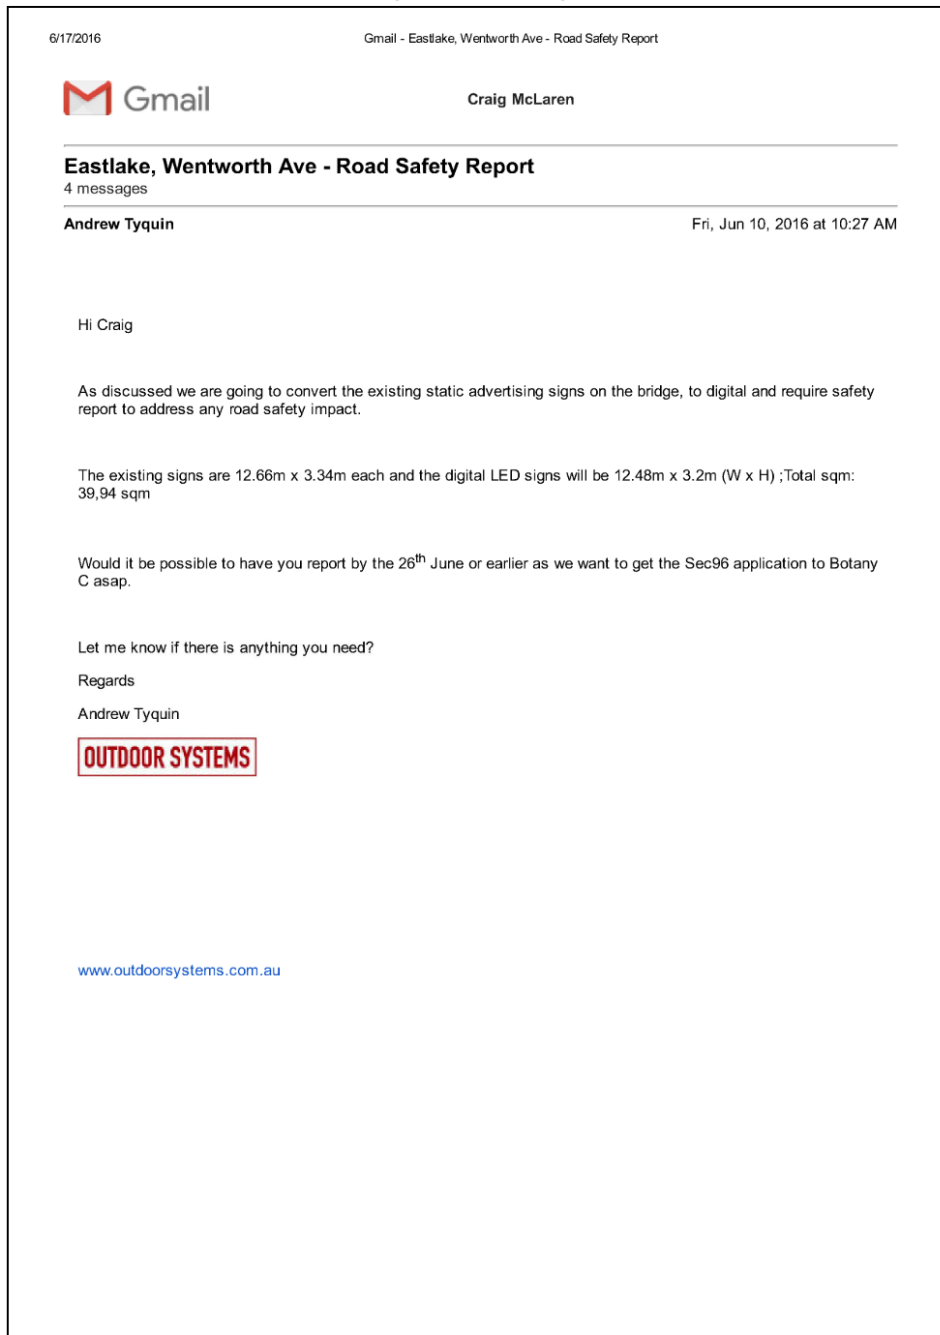 6/17/2016 Gmail - Eastlake, Wentworth Ave - Road Safety Report
Gmail Craig McLaren
Eastlake, Wentworth Ave - Road Safety Report
4 messages
Andrew Tyquin Fri, Jun 10, 2016 at 10:27 AM
Hi Craig
As discussed we are going to convert the existing static advertising signs on the bridge, to digital and require safety
report to address any road safety impact.
The existing signs are 12.66m x 3.34m each and the digital LED signs will be 12.48m x 3.2m (W x H) ;Total sqm:
39,94 sqm
Would it be possible to have you report by the 26th June or earlier as we want to get the Sec96 application to Botany
C asap.
Let me know if there is anything you need?
Regards
Andrew Tyquin
OUTDOOR SYSTEMS
www.outdoorsystems.com.au